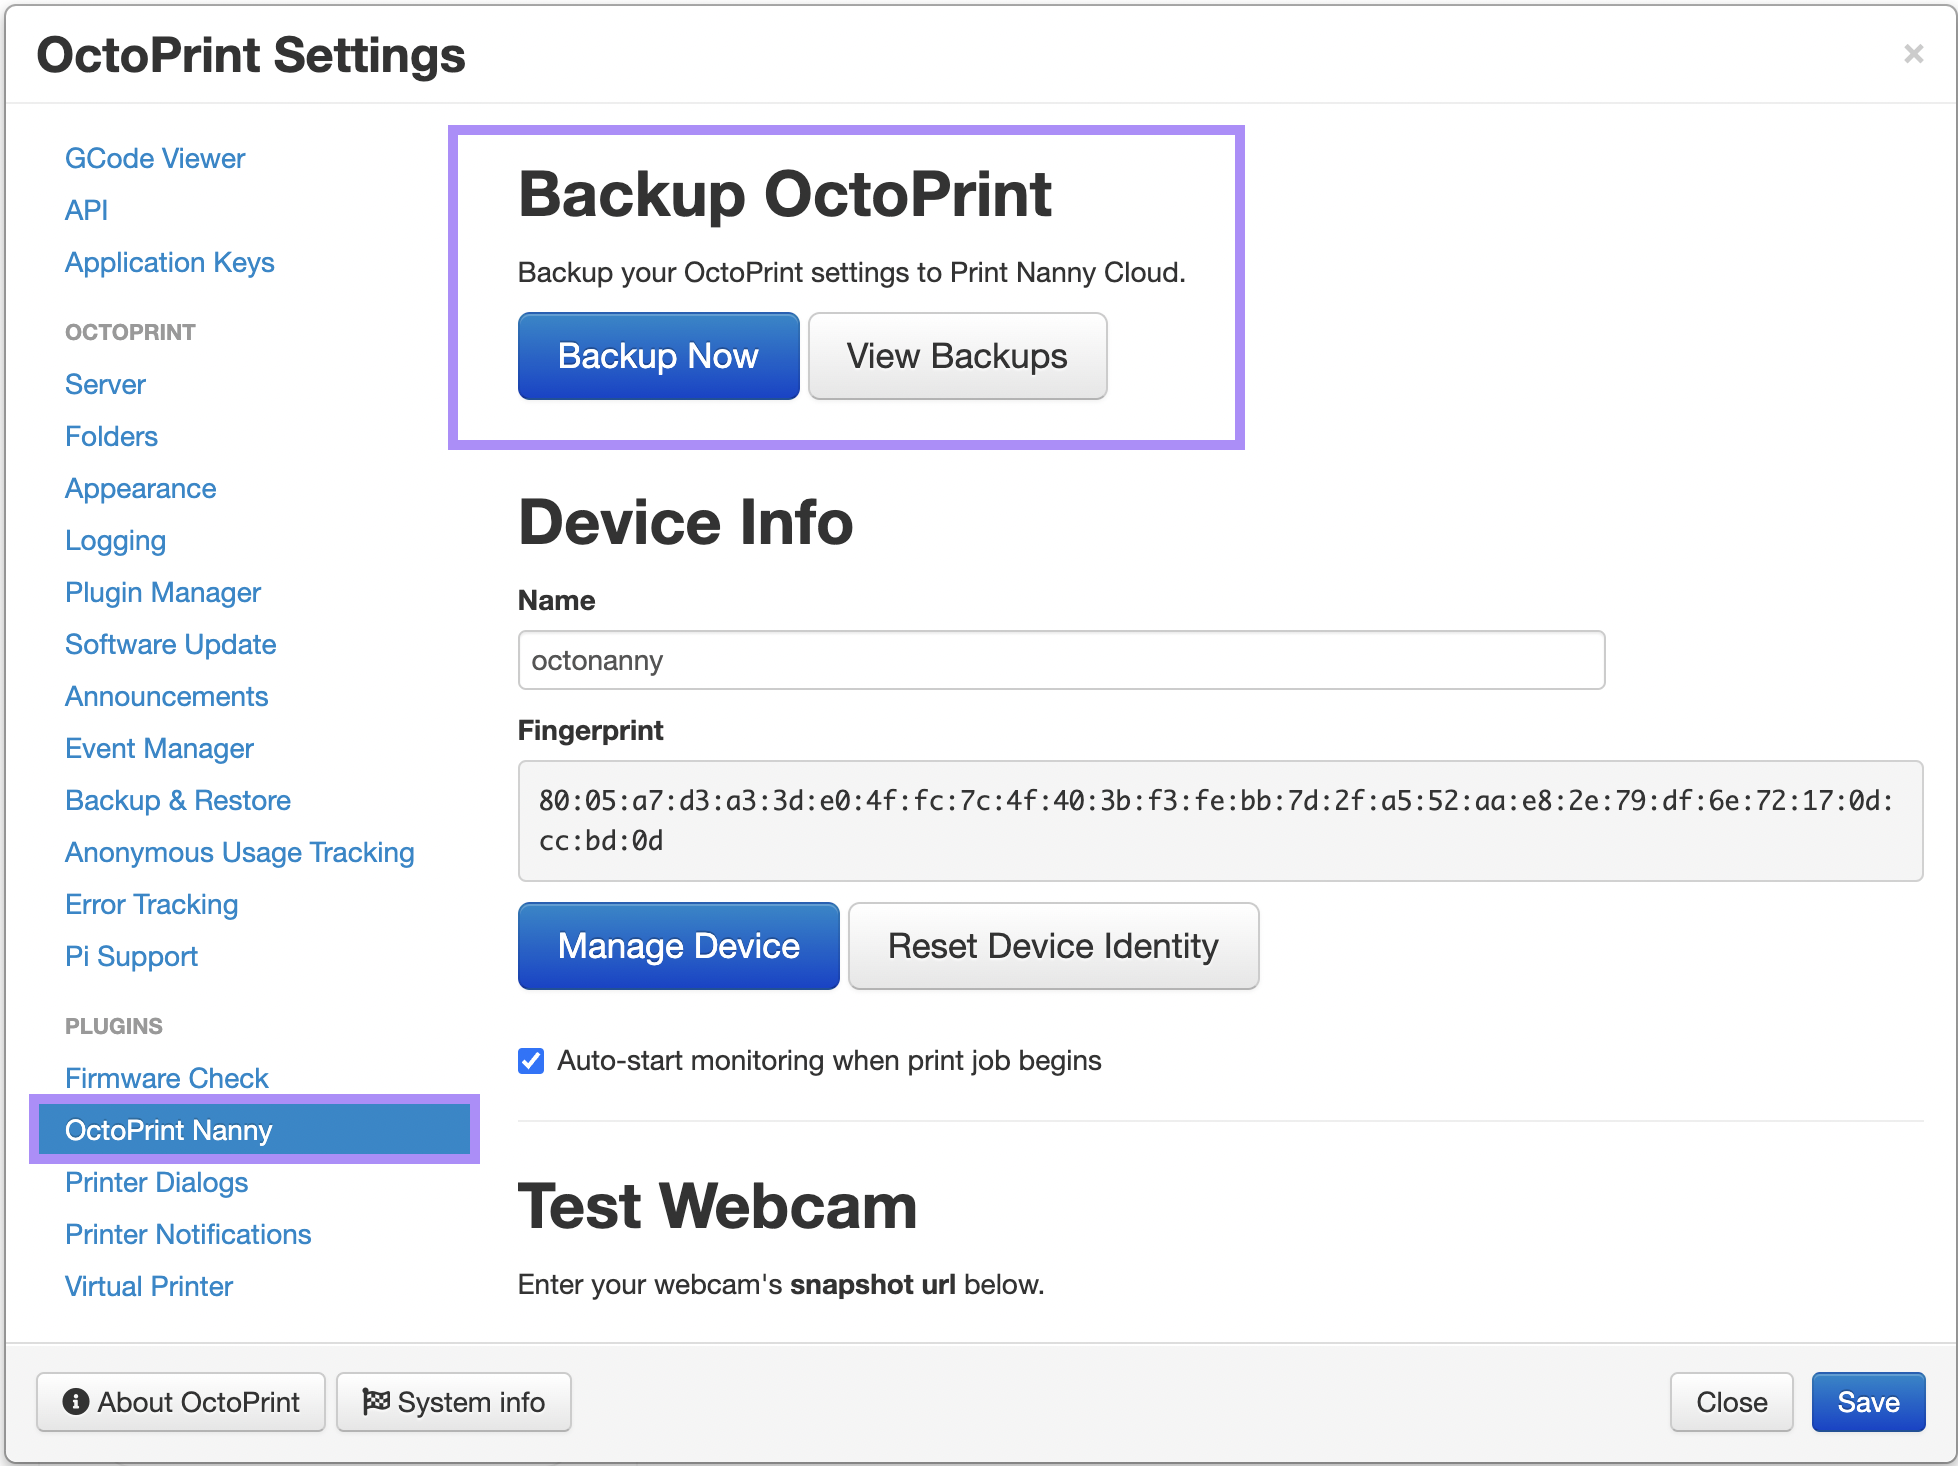 OctoPrint Settings
×
GCode Viewer
API
Application Keys
OCTOPRINT
Server
Folders
Appearance
Logging
Plugin Manager
Software Update
Announcements
Event Manager
Backup & Restore
Anonymous Usage Tracking
Error Tracking
Pi Support
PLUGINS
Firmware Check
OctoPrint Nanny
Printer Dialogs
Printer Notifications
Virtual Printer
Backup OctoPrint
Backup your OctoPrint settings to Print Nanny Cloud.
Backup Now
View Backups
Device Info
Name
octonanny
Fingerprint
80:05:a7:d3:a3:3d:e0:4f:fc:7c:4f:40:3b:f3:fe:bb:7d:2f:a5:52:aa:e8:2e:79:df:6e:72:17:0d:
cc:bd:0d
Manage Device
Reset Device Identity
Auto-start monitoring when print job begins
Test Webcam
Enter your webcam's snapshot url below.
About OctoPrint
System info
Close
Save